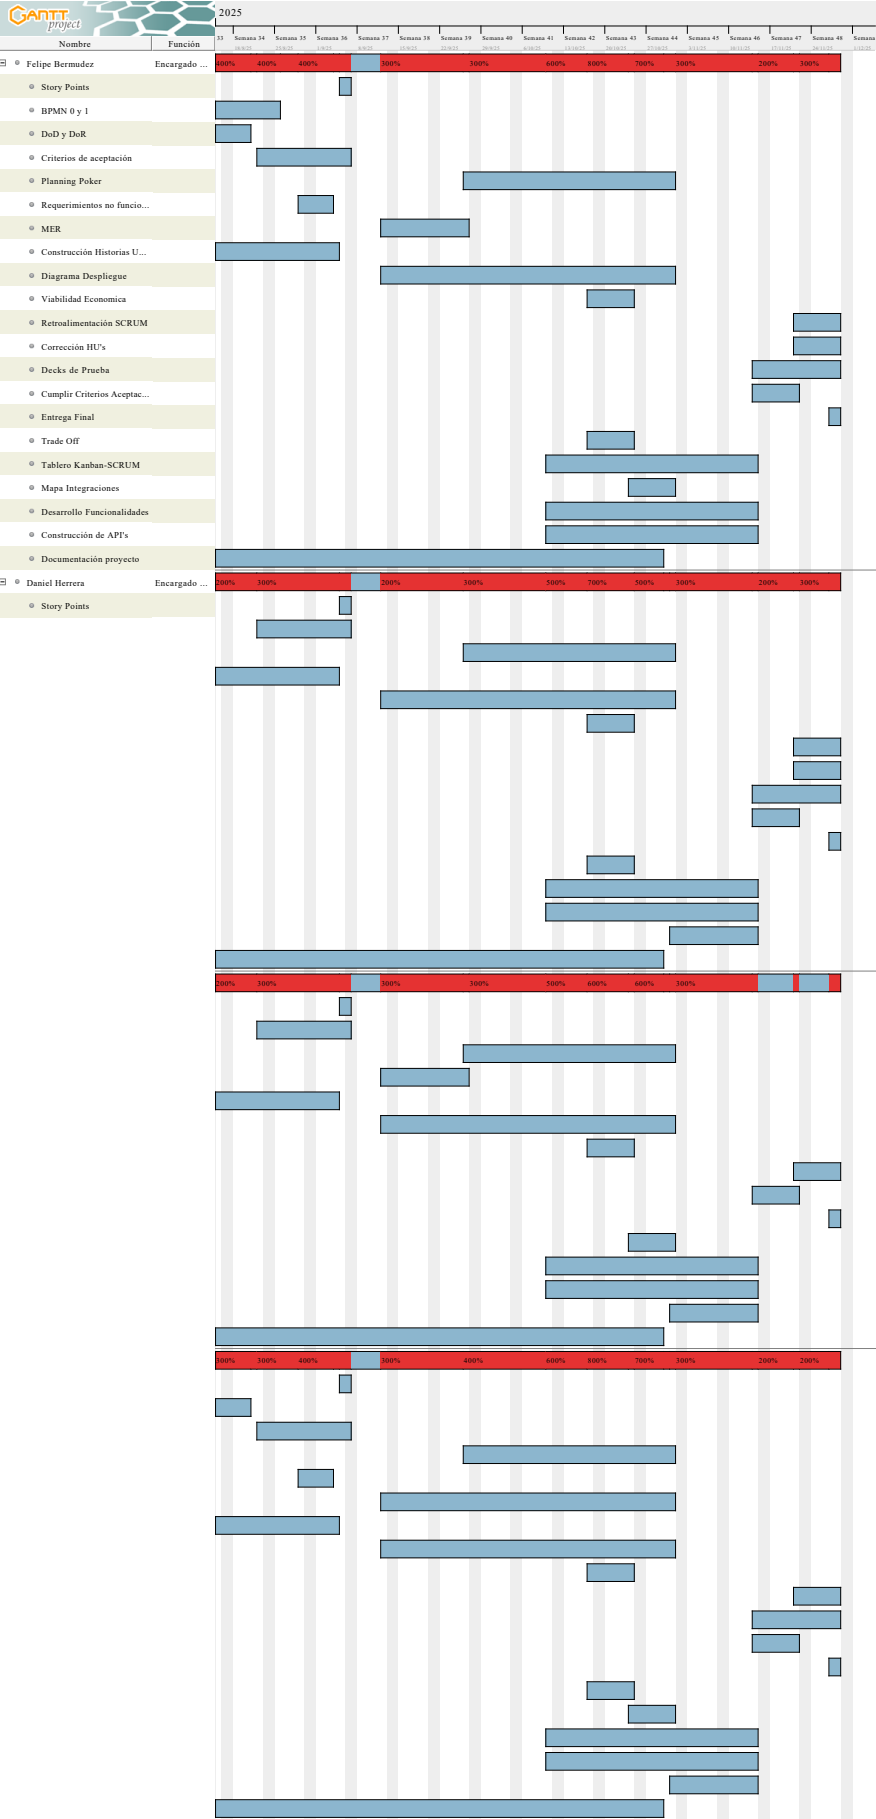 GANTT
project
2025
33 Semana 34 Semana 35 Semana 36 Semana 37 Semana 38 Semana 39 Semana 40 Semana 41 Semana 42 Semana 43 Semana 44 Semana 45 Semana 46 Semana 47 Semana 48 Semana
Nombre Función
Felipe Bermudez Encargado ... 400% 400% 400% 300% 300% 600% 800% 700% 300% 200% 300%
Story Points
BPMN 0 y 1
DoD y DoR
Criterios de aceptación
Planning Poker
Requerimientos no funcio...
MER
Construcción Historias U...
Diagrama Despliegue
Viabilidad Economica
Retroalimentación SCRUM
Corrección HU's
Decks de Prueba
Cumplir Criterios Aceptac...
Entrega Final
Trade Off
Tablero Kanban-SCRUM
Mapa Integraciones
Desarrollo Funcionalidades
Construcción de API's
Documentación proyecto
Daniel Herrera Encargado ... 200% 300% 200% 300% 500% 700% 500% 300% 200% 300%
Story Points
200% 300% 300% 300% 500% 600% 600% 300%
300% 300% 400% 300% 400% 600% 800% 700% 300% 200% 200%